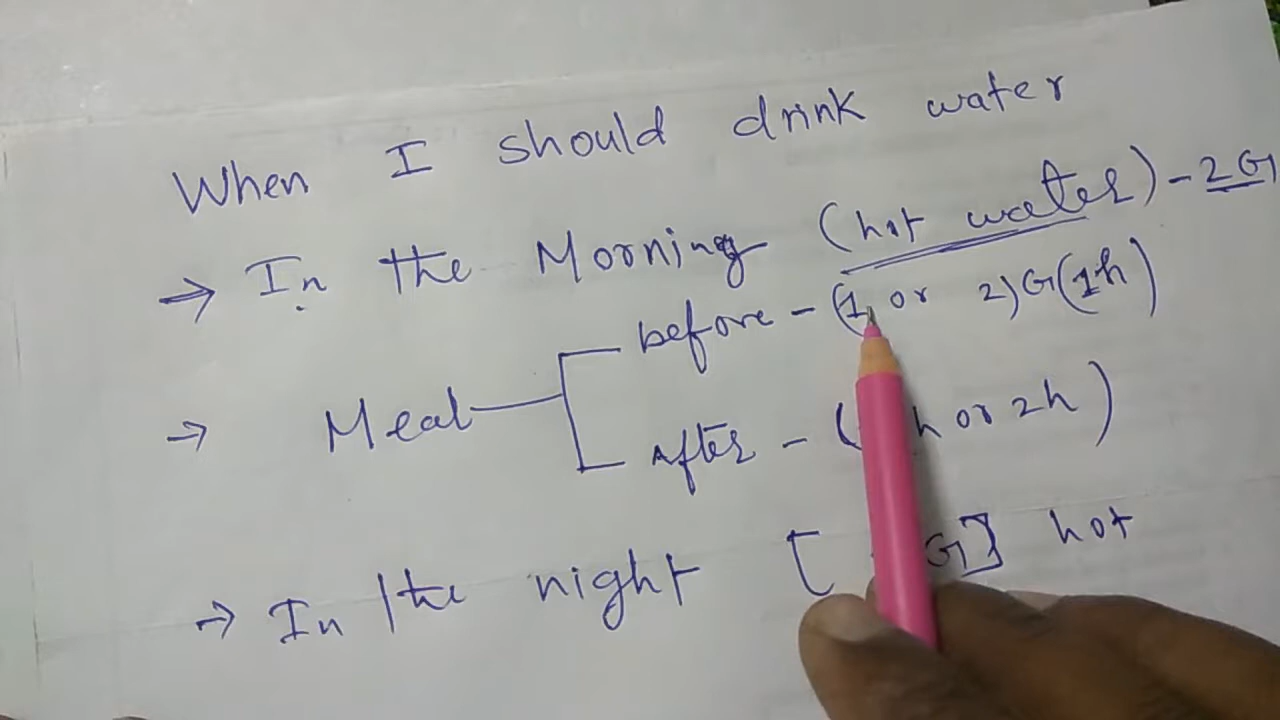 When I should drink water
→ In the Morning (hot water) - 2G
before - (1 or 2)G(1h)
→ Meal
After - ( h or 2h)
→ In the night [ G] hot